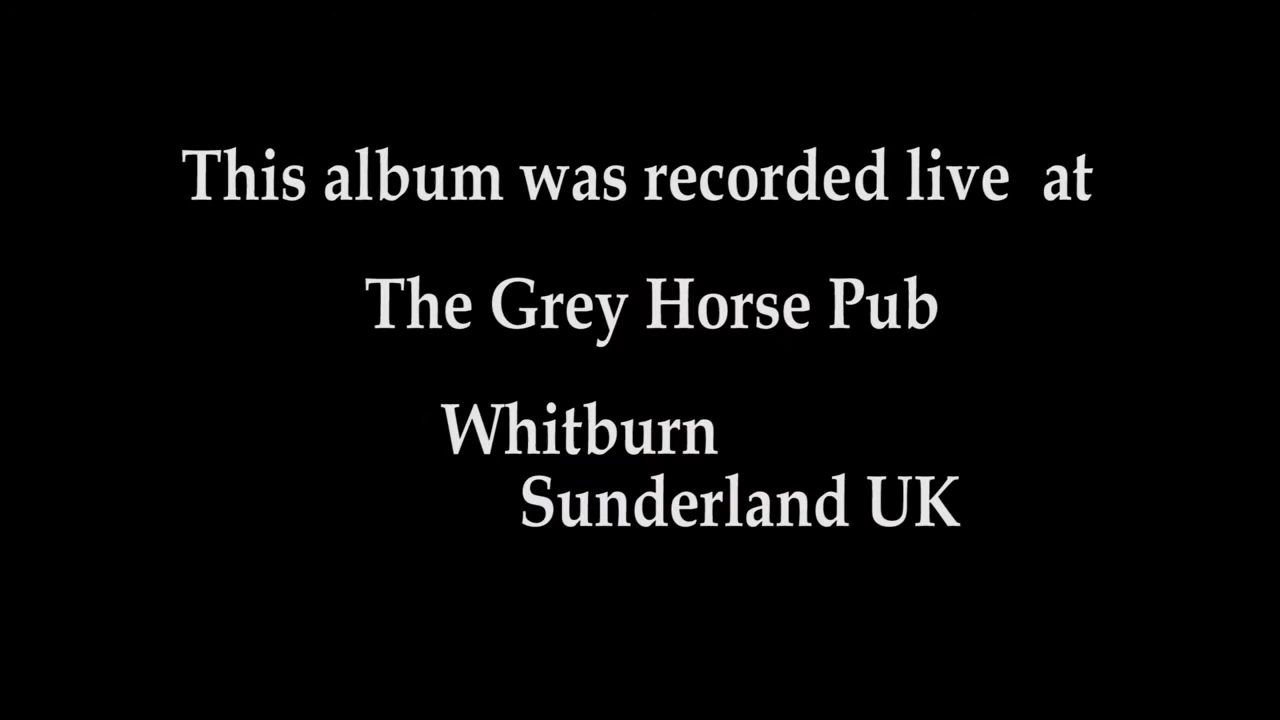 This album was recorded live  at
The Grey Horse Pub
Whitburn
Sunderland UK